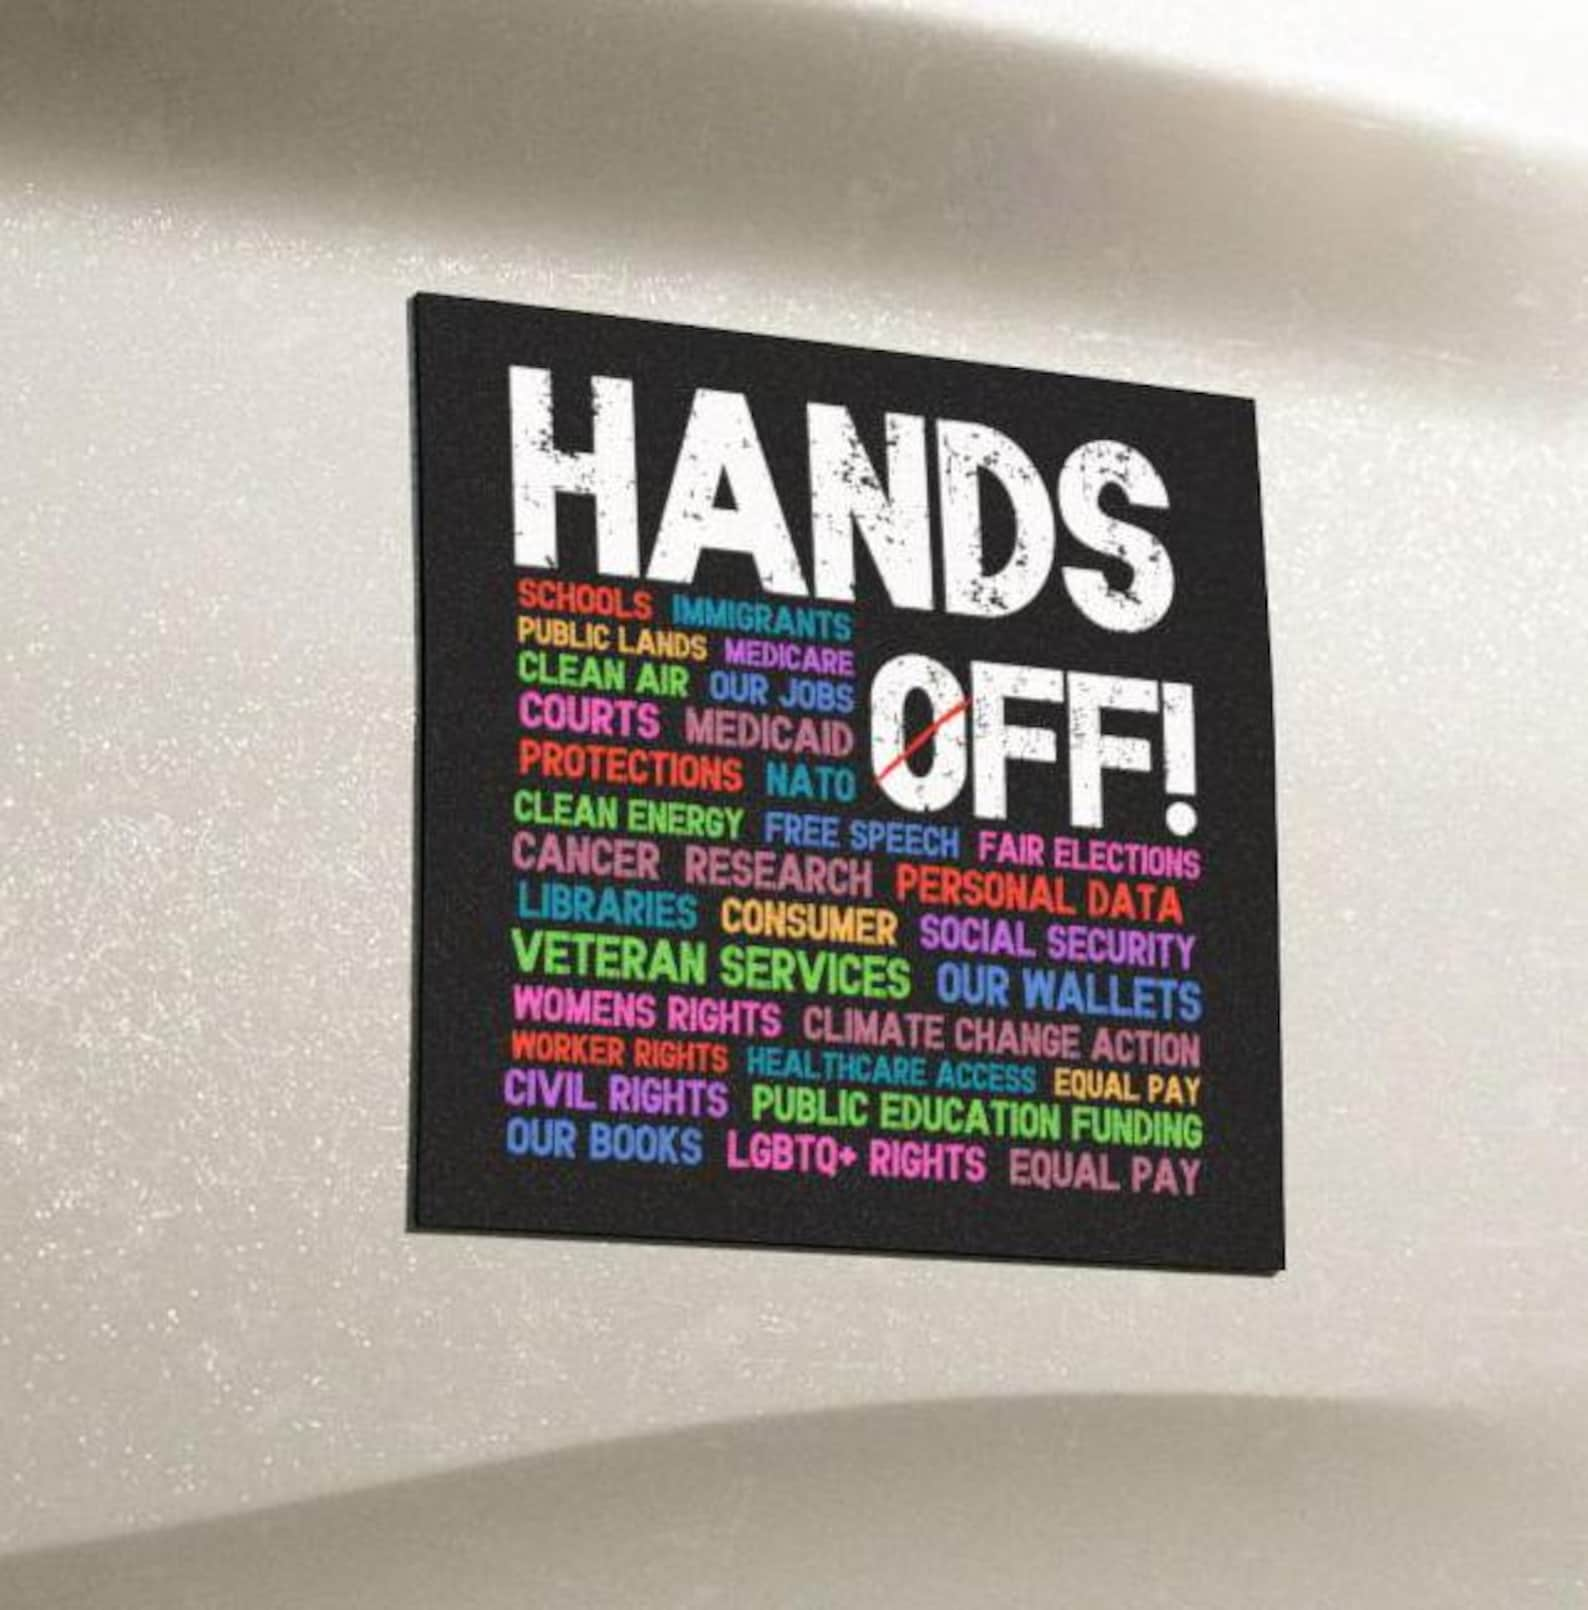 HANDS
SCHOOLS IMMIGRANTS
PUBLIC LANDS MEDICARE
CLEAN AIR OUR JOBS
COURTS MEDICAID
PROTECTIONS NATO
OFF!
CLEAN ENERGY FREE SPEECH FAIR ELECTIONS
CANCER RESEARCH PERSONAL DATA
LIBRARIES CONSUMER SOCIAL SECURITY
VETERAN SERVICES OUR WALLETS
WOMENS RIGHTS CLIMATE CHANGE ACTION
WORKER RIGHTS HEALTHCARE ACCESS EQUAL PAY
CIVIL RIGHTS PUBLIC EDUCATION FUNDING
OUR BOOKS LGBTQ+ RIGHTS EQUAL PAY